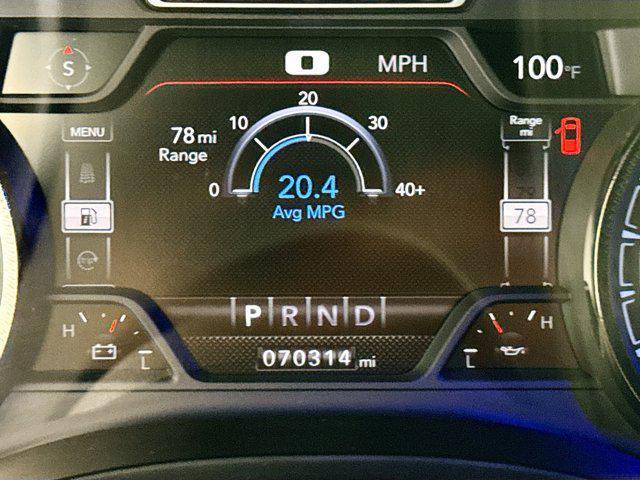 S
0 MPH
100°F
MENU
78 mi
Range
0
10
20
30
40+
20.4
Avg MPG
Range
mi
78
P R N D
H
L
070314 mi
L
H